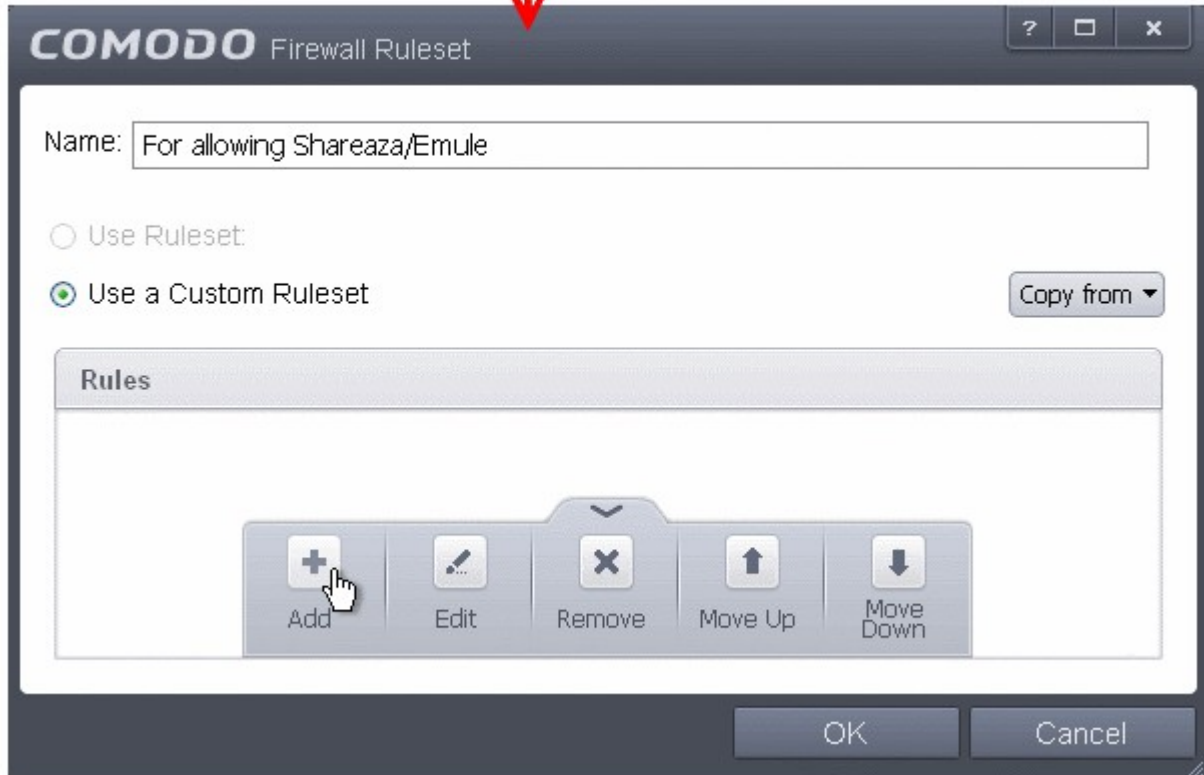 COMODO Firewall Ruleset ?
Name: For allowing Shareaza/Emule
Use Ruleset:
Use a Custom Ruleset Copy from
Rules
Add Edit Remove Move Up Move Down
OK Cancel